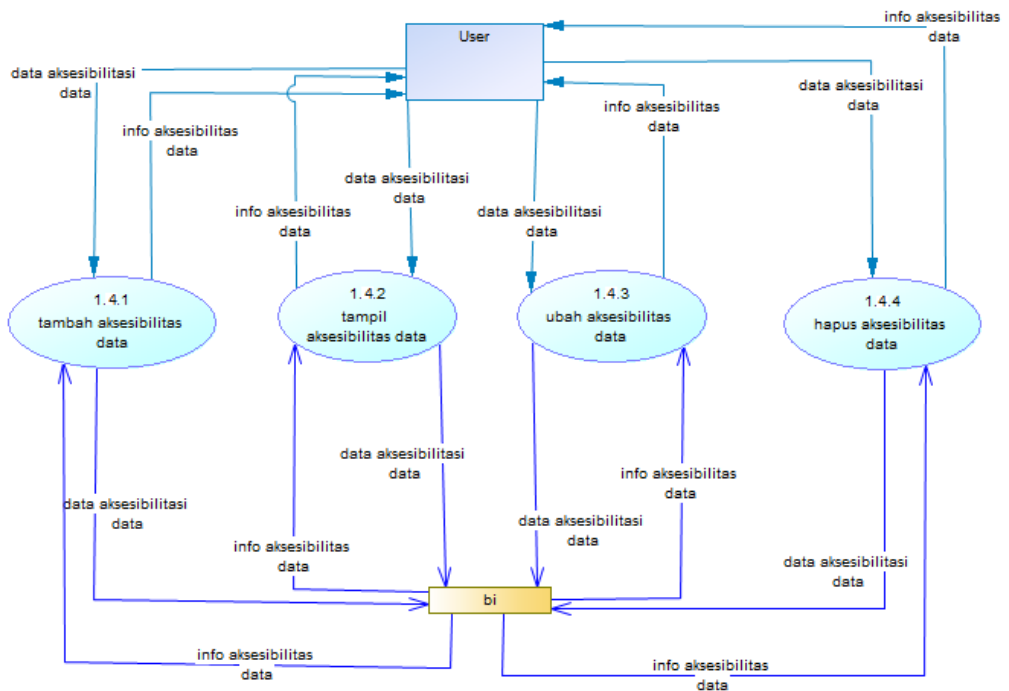 info aksesibilitas
data
User
data aksesibilitasi
data
data aksesibilitasi
data
info aksesibilitas
data
info aksesibilitas
data
data aksesibilitasi
data
info aksesibilitas
data
data aksesibilitasi
data
1.4.1
tambah aksesibilitas
data
1.4.2
tampil
aksesibilitas data
1.4.3
ubah aksesibilitas
data
1.4.4
hapus aksesibilitas
data
data aksesibilitasi
data
info aksesibilitas
data
data aksesibilitasi
data
data aksesibilitasi
data
info aksesibilitas
data
data aksesibilitasi
data
bi
info aksesibilitas
data
info aksesibilitas
data